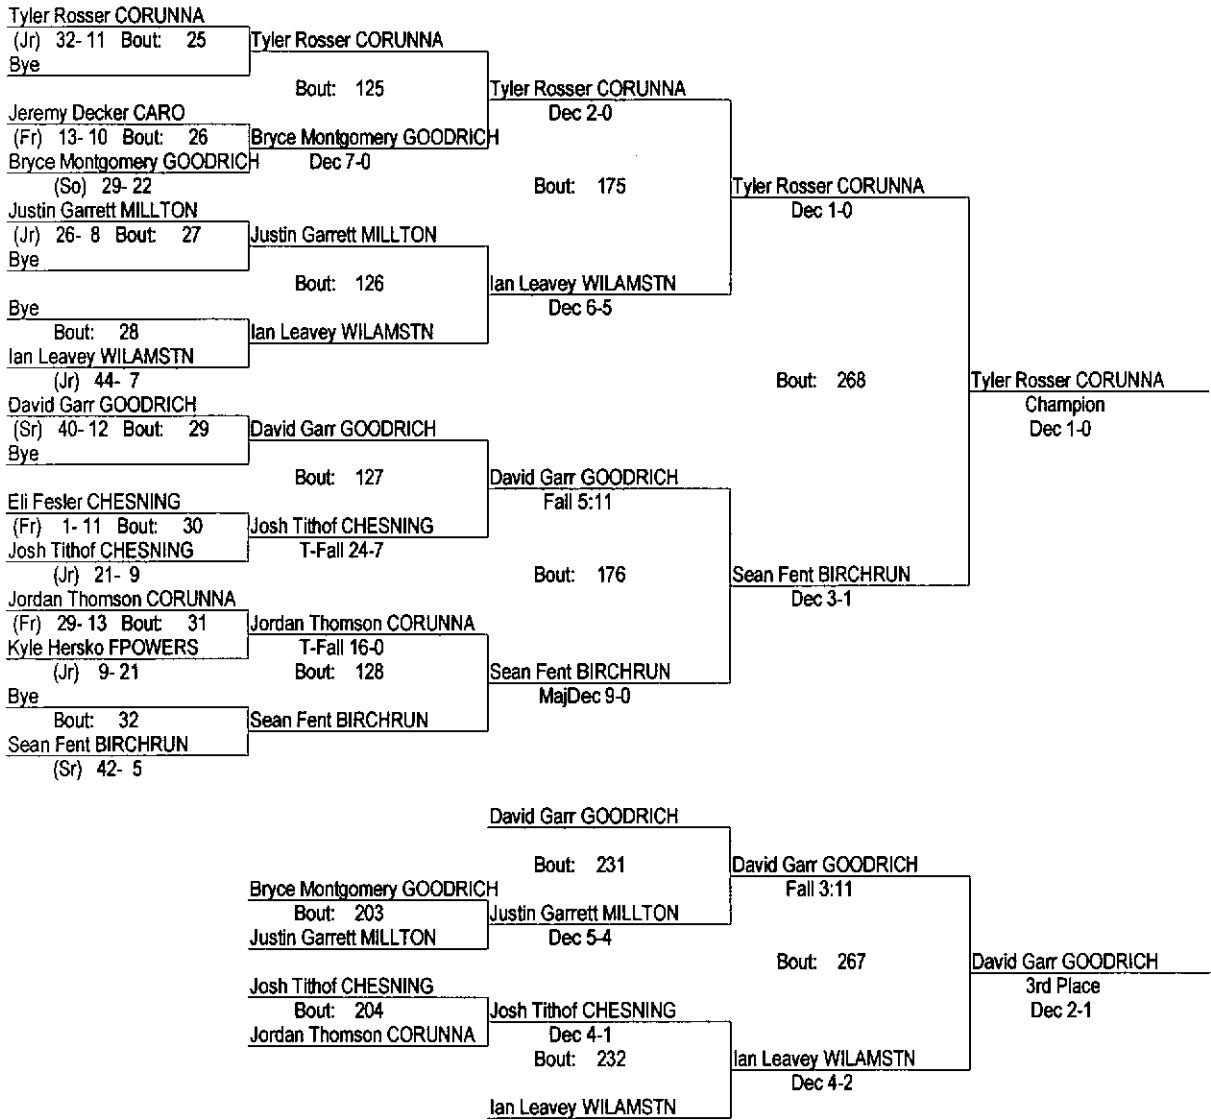 Tyler Rosser CORUNNA
(Jr) 32- 11 Bout: 25
Bye
Tyler Rosser CORUNNA
Bout: 125
Jeremy Decker CARO
(Fr) 13- 10 Bout: 26
Bryce Montgomery GOODRICH
(So) 29- 22
Bryce Montgomery GOODRICH
Dec 7-0
Tyler Rosser CORUNNA
Dec 2-0
Bout: 175
Justin Garrett MILLTON
(Jr) 26- 8 Bout: 27
Bye
Justin Garrett MILLTON
Bout: 126
Bye
Bout: 28
Ian Leavey WILAMSTN
(Jr) 44- 7
Ian Leavey WILAMSTN
Ian Leavey WILAMSTN
Dec 6-5
Tyler Rosser CORUNNA
Dec 1-0
Bout: 268
David Garr GOODRICH
(Sr) 40- 12 Bout: 29
Bye
David Garr GOODRICH
Bout: 127
Eli Fesler CHESNING
(Fr) 1- 11 Bout: 30
Josh Tithof CHESNING
(Jr) 21- 9
Josh Tithof CHESNING
T-Fall 24-7
David Garr GOODRICH
Fall 5:11
Bout: 176
Jordan Thomson CORUNNA
(Fr) 29- 13 Bout: 31
Kyle Hersko FPOWERS
(Jr) 9- 21
Jordan Thomson CORUNNA
T-Fall 16-0
Bout: 128
Bye
Bout: 32
Sean Fent BIRCHRUN
(Sr) 42- 5
Sean Fent BIRCHRUN
Sean Fent BIRCHRUN
MajDec 9-0
Sean Fent BIRCHRUN
Dec 3-1
Tyler Rosser CORUNNA
Champion
Dec 1-0
David Garr GOODRICH
Bout: 231
Bryce Montgomery GOODRICH
Bout: 203
Justin Garrett MILLTON
Justin Garrett MILLTON
Dec 5-4
David Garr GOODRICH
Fall 3:11
Bout: 267
Josh Tithof CHESNING
Bout: 204
Jordan Thomson CORUNNA
Josh Tithof CHESNING
Dec 4-1
Bout: 232
Ian Leavey WILAMSTN
Ian Leavey WILAMSTN
Dec 4-2
David Garr GOODRICH
3rd Place
Dec 2-1